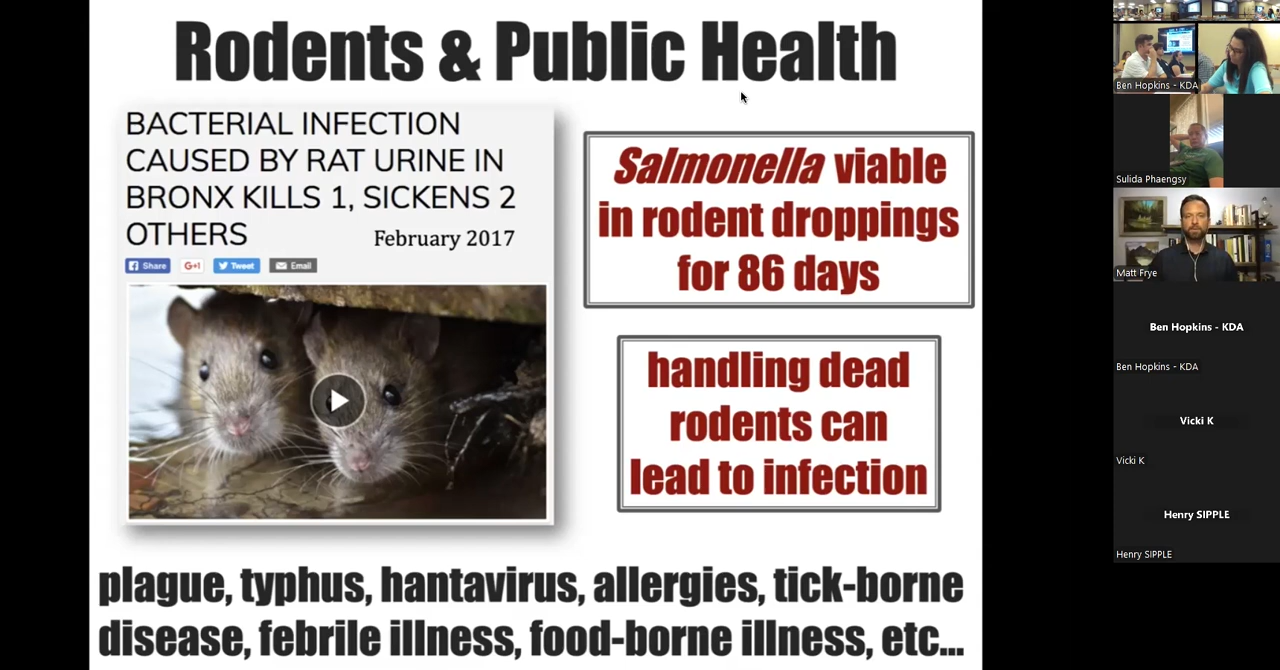 Rodents & Public Health
BACTERIAL INFECTION
CAUSED BY RAT URINE IN
BRONX KILLS 1, SICKENS 2
OTHERS
February 2017
Share
G+1
Tweet
Email
Salmonella viable
in rodent droppings
for 86 days
handling dead
rodents can
lead to infection
plague, typhus, hantavirus, allergies, tick-borne
disease, febrile illness, food-borne illness, etc...
Ben Hopkins - KDA
Sulida Phaengsy
Matt Frye
Ben Hopkins - KDA
Ben Hopkins - KDA
Vicki K
Vicki K
Henry SIPPLE
Henry SIPPLE